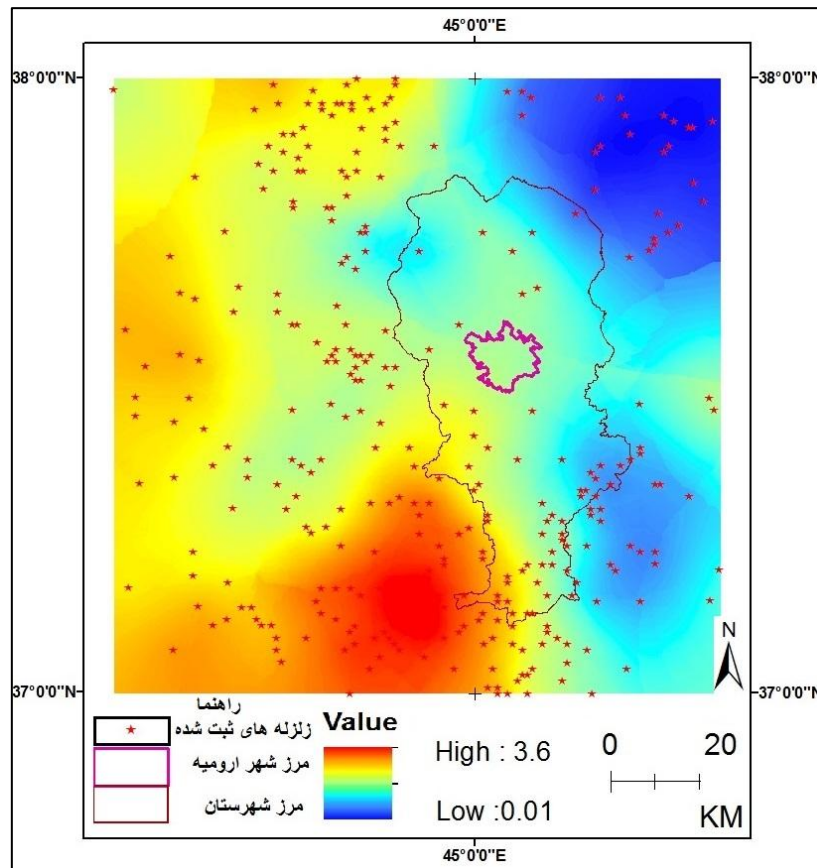 45°0'0"E
38°0'0"N
38°0'0"N
N
37°0'0"N
37°0'0"N
راهنما
زلزله های ثبت شده
مرز شهر ارومیه
مرز شهرستان
Value
High : 3.6
Low :0.01
0 20
KM
45°0'0"E